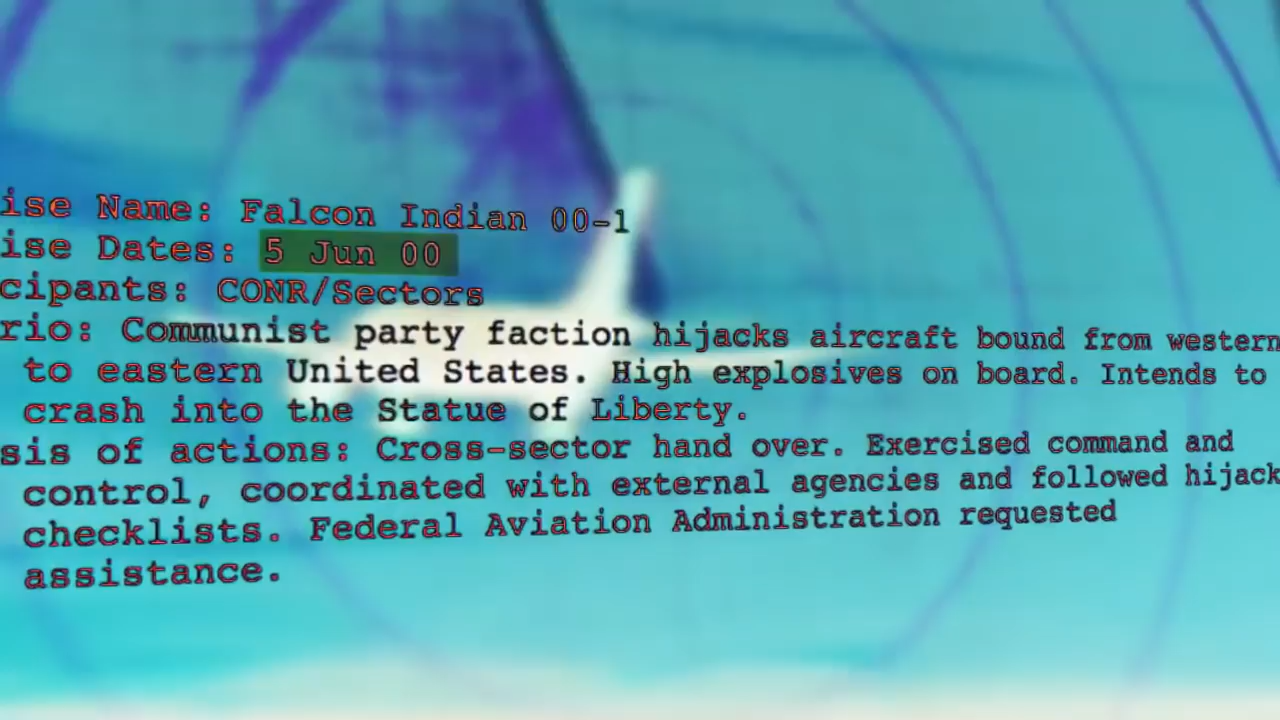 ise Name: Falcon Indian 00-1
ise Dates: 5 Jun 00
cipants: CONR/Sectors
rio: Communist party faction hijacks aircraft bound from western
to eastern United States. High explosives on board. Intends to
crash into the Statue of Liberty.
sis of actions: Cross-sector hand over. Exercised command and
control, coordinated with external agencies and followed hijack
checklists. Federal Aviation Administration requested
assistance.